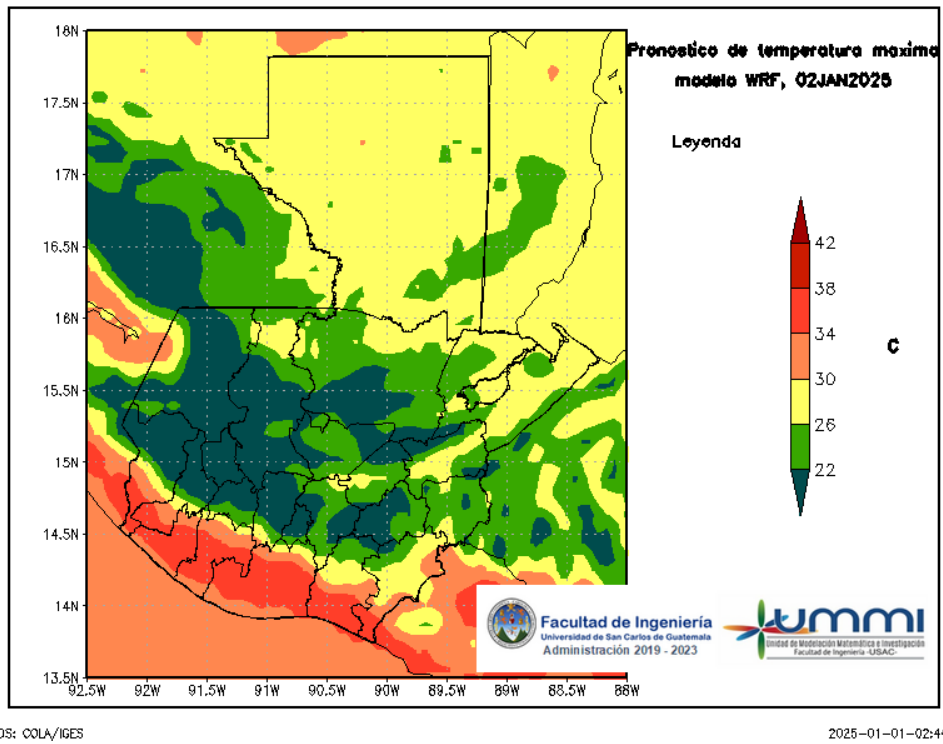 18N
17.5N
17N
16.5N
16N
15.5N
15N
14.5N
14N
13.5N
92.5W 92W 91.5W 91W 90.5W 90W 89.5W 89W 88.5W 88W
Pronostico de temperatura maxima
modelo WRF, 02JAN2025
Leyenda
42
38
34
30
26
22
C
Facultad de Ingeniería
Universidad de San Carlos de Guatemala
Administración 2019 - 2023
ummi
Unidad de Modelación Matemática e Investigación
Facultad de Ingeniería -USAC-
OS: COLA/IGES
2025-01-01-02:4